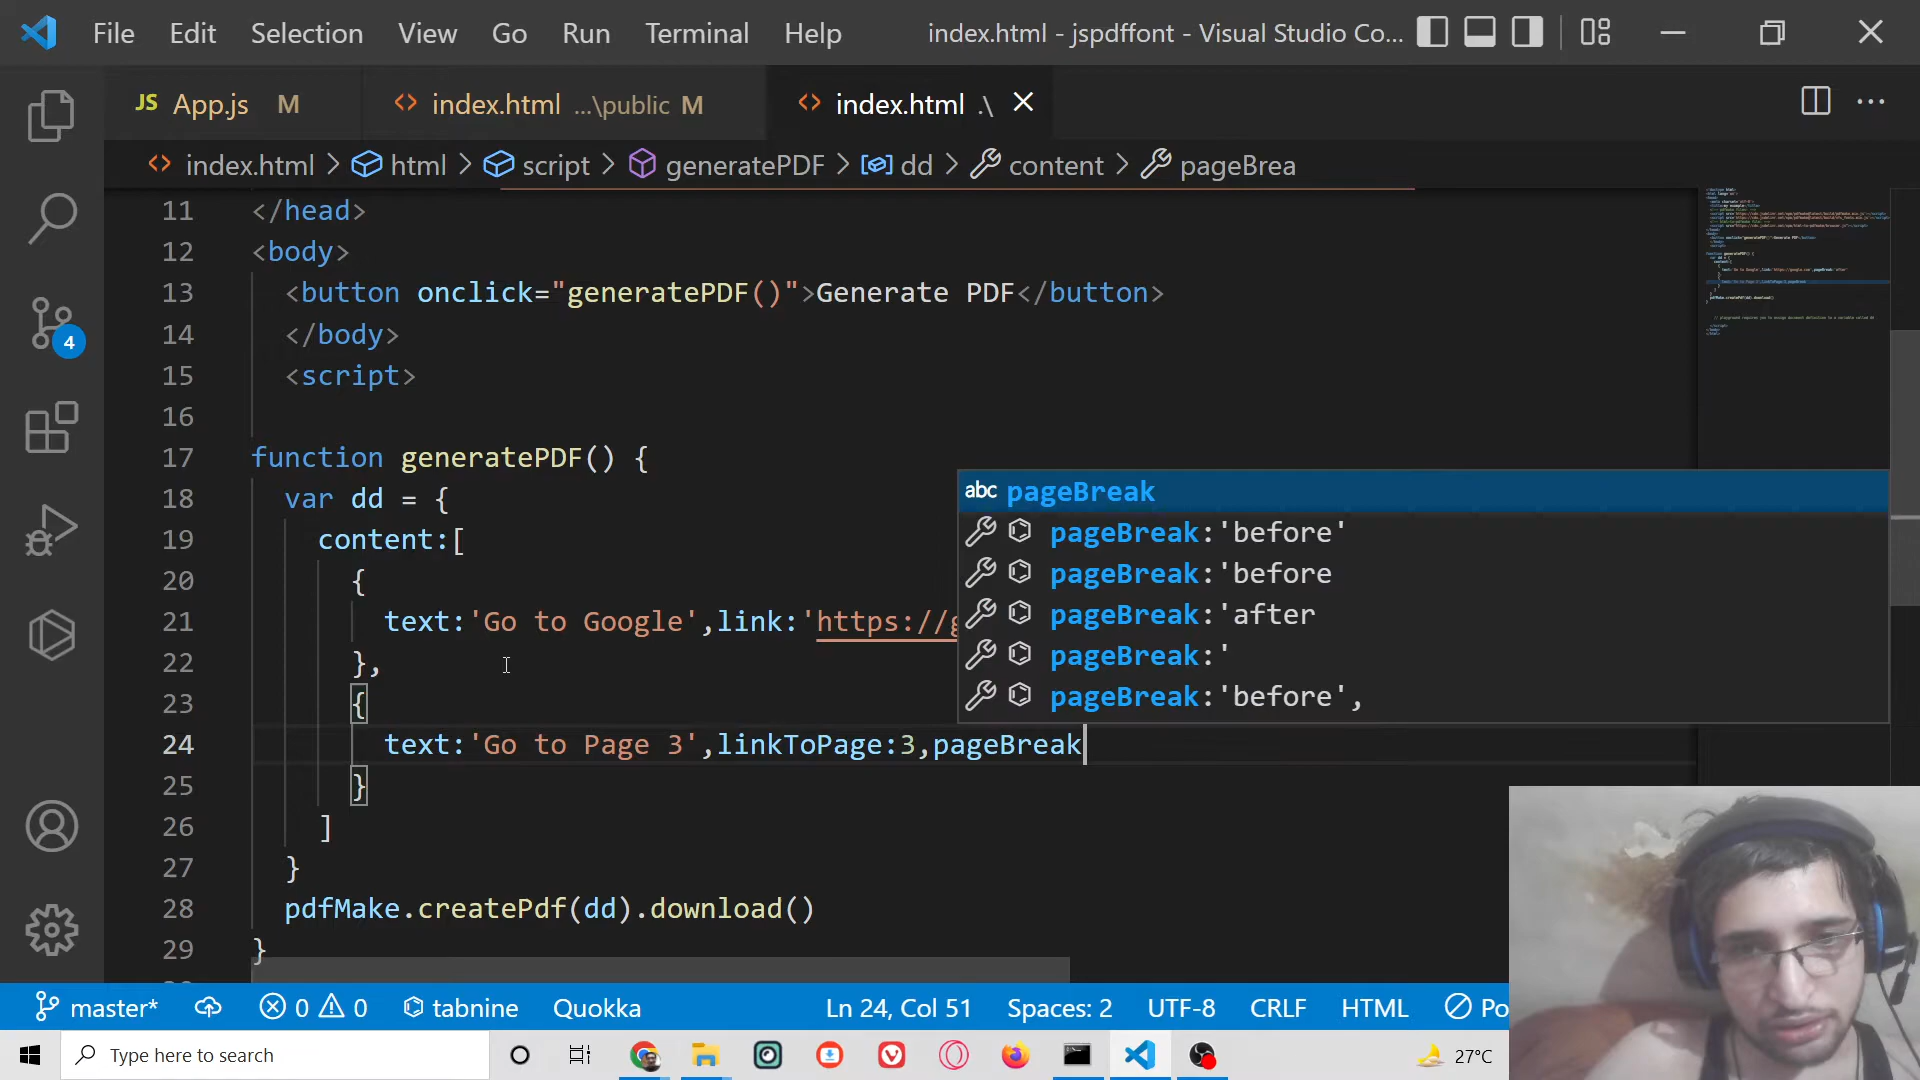 File Edit Selection View Go Run Terminal Help index.html - jspdffont - Visual Studio Co...
JS App.js M index.html ...\public M index.html .\
index.html > html > script > generatePDF > dd > content > pageBrea
11 </head>
12 <body>
13 <button onclick="generatePDF()">Generate PDF</button>
14 </body>
15 <script>
16
17 function generatePDF() {
18 var dd = {
19 content:[
20 {
21 text:'Go to Google',link:'https://g
22 },
23 {
24 text:'Go to Page 3',linkToPage:3,pageBreak
25 }
26 ]
27 }
28 pdfMake.createPdf(dd).download()
29 }
abc pageBreak
pageBreak:'before'
pageBreak:'before
pageBreak:'after
pageBreak:'
pageBreak:'before',
4
master* 0 0 tabnine Quokka Ln 24, Col 51 Spaces: 2 UTF-8 CRLF HTML Po
Type here to search 27°C